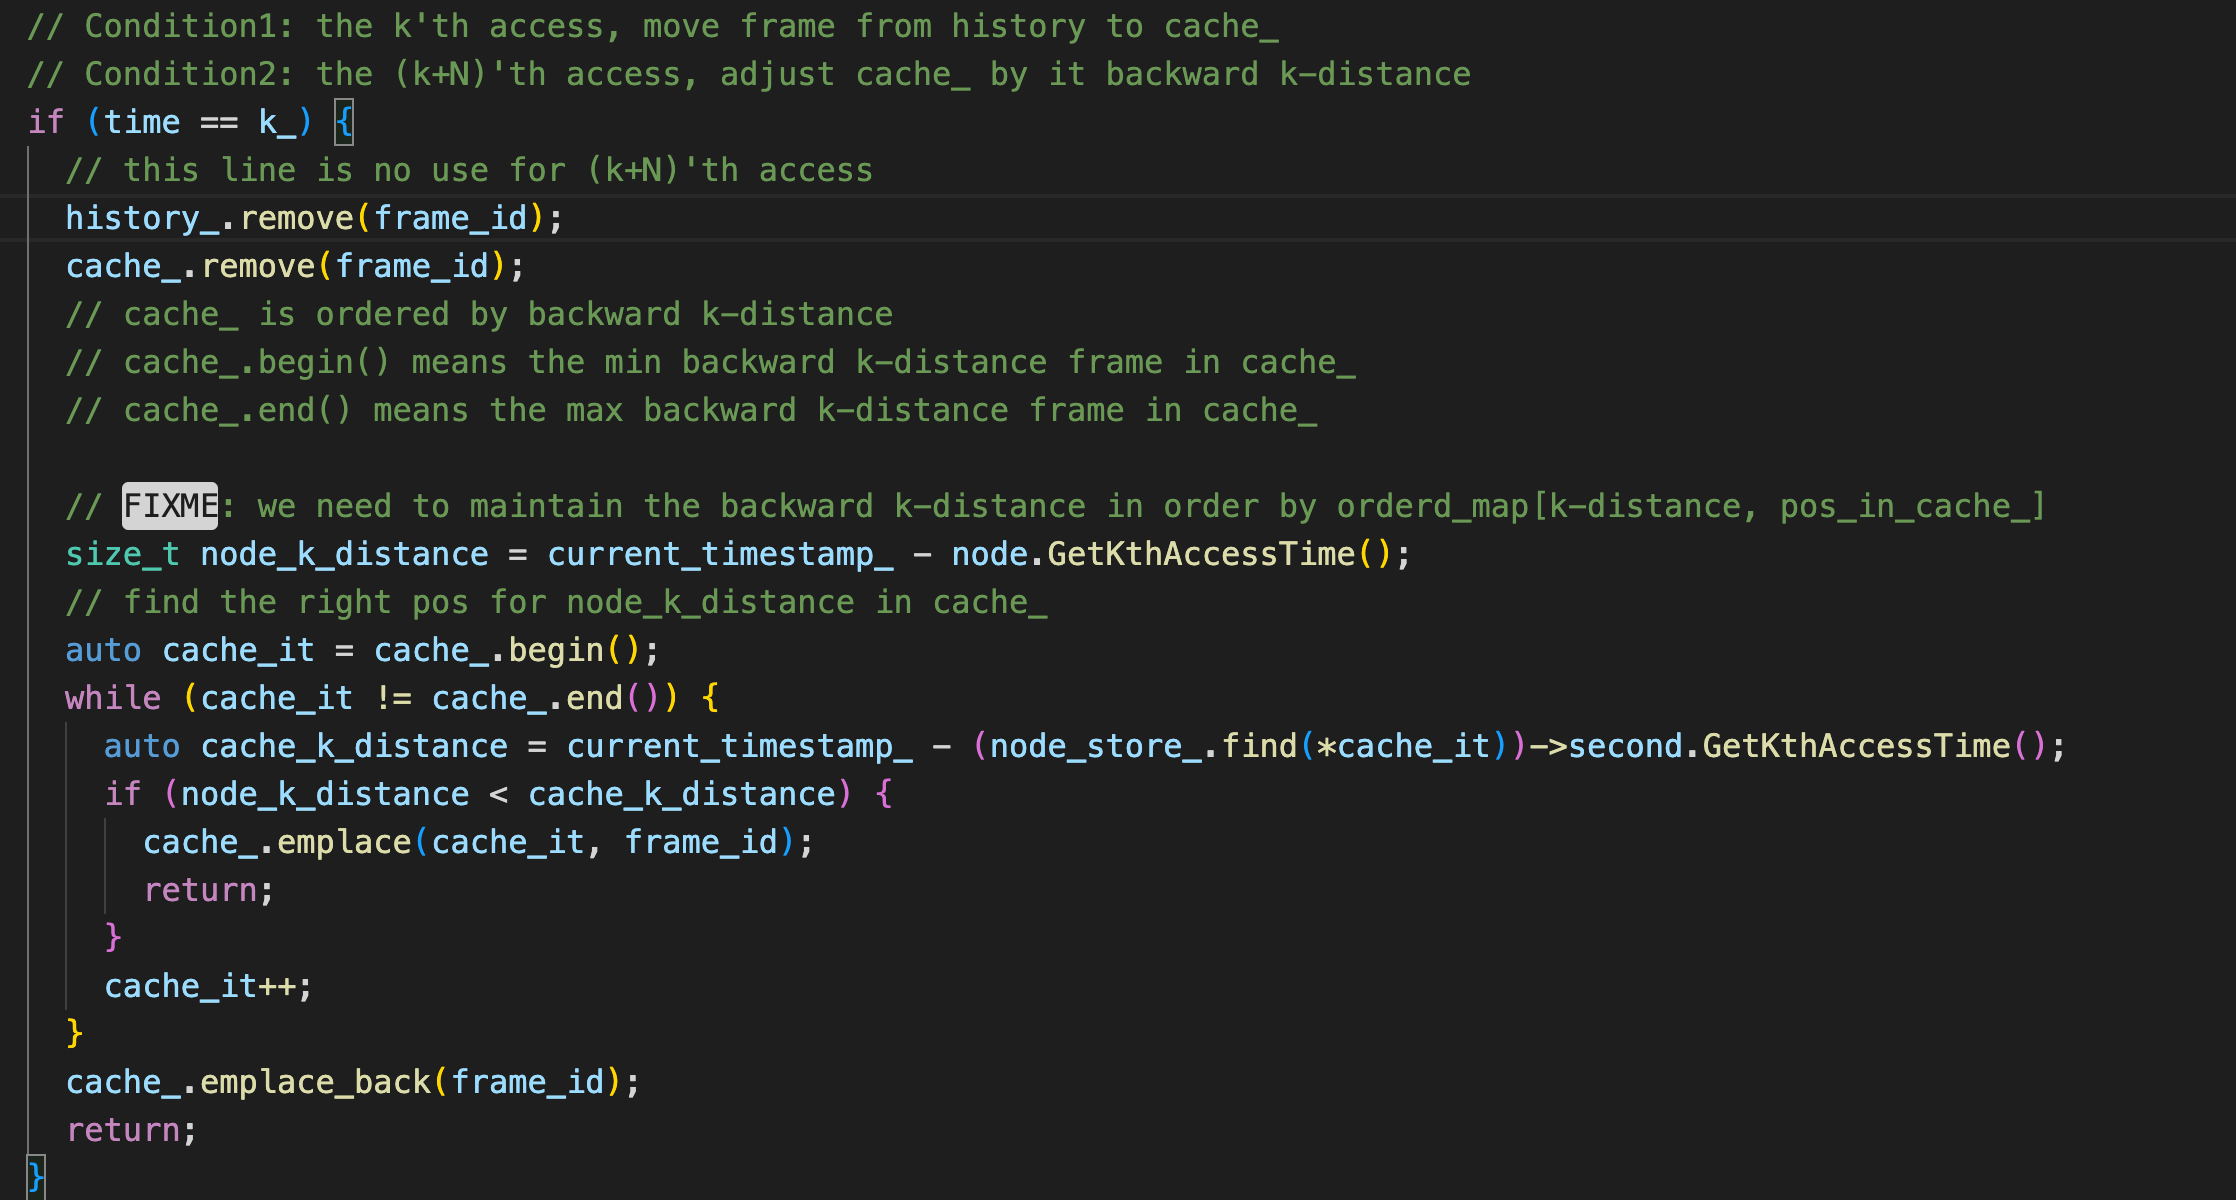 // Condition1: the k'th access, move frame from history to cache_
// Condition2: the (k+N)'th access, adjust cache_ by it backward k-distance
if (time == k_) {
  // this line is no use for (k+N)'th access
  history_.remove(frame_id);
  cache_.remove(frame_id);
  // cache_ is ordered by backward k-distance
  // cache_.begin() means the min backward k-distance frame in cache_
  // cache_.end() means the max backward k-distance frame in cache_

  // FIXME: we need to maintain the backward k-distance in order by orderd_map[k-distance, pos_in_cache_]
  size_t node_k_distance = current_timestamp_ - node.GetKthAccessTime();
  // find the right pos for node_k_distance in cache_
  auto cache_it = cache_.begin();
  while (cache_it != cache_.end()) {
    auto cache_k_distance = current_timestamp_ - (node_store_.find(*cache_it))->second.GetKthAccessTime();
    if (node_k_distance < cache_k_distance) {
      cache_.emplace(cache_it, frame_id);
      return;
    }
    cache_it++;
  }
  cache_.emplace_back(frame_id);
  return;
}